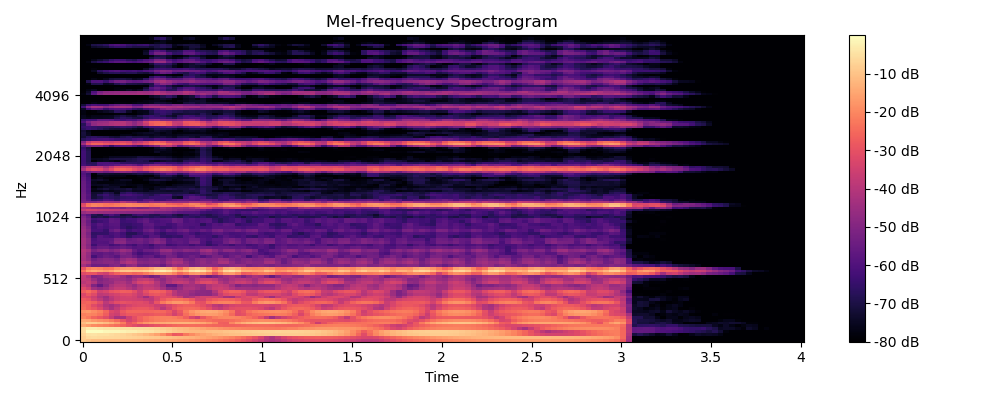 Mel-frequency Spectrogram
Hz
4096
2048
1024
512
0
0
0.5
1
1.5
2
2.5
3
3.5
4
Time
-10 dB
-20 dB
-30 dB
-40 dB
-50 dB
-60 dB
-70 dB
-80 dB